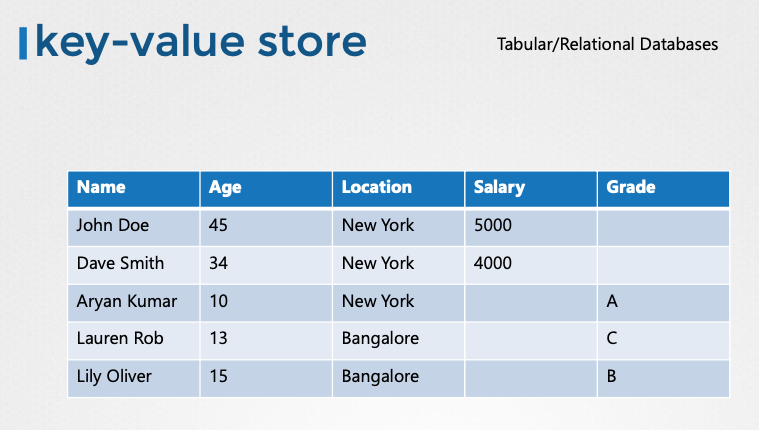 key-value store
Tabular/Relational Databases
Name Age Location Salary Grade
John Doe 45 New York 5000
Dave Smith 34 New York 4000
Aryan Kumar 10 New York A
Lauren Rob 13 Bangalore C
Lily Oliver 15 Bangalore B